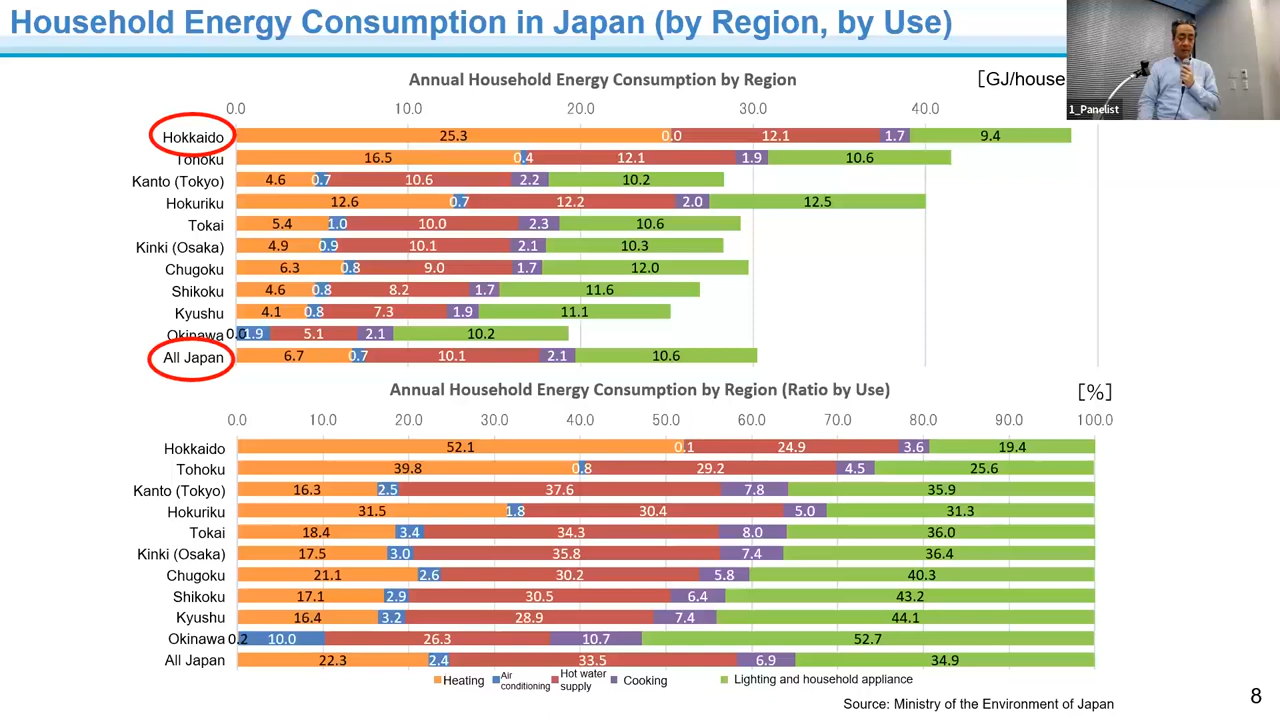 Household Energy Consumption in Japan (by Region, by Use)
1_Panelist
Annual Household Energy Consumption by Region
[GJ/house
0.0 10.0 20.0 30.0 40.0
Hokkaido 25.3 0.0 12.1 1.7 9.4
Tohoku 16.5 0.4 12.1 1.9 10.6
Kanto (Tokyo) 4.6 0.7 10.6 2.2 10.2
Hokuriku 12.6 0.7 12.2 2.0 12.5
Tokai 5.4 1.0 10.0 2.3 10.6
Kinki (Osaka) 4.9 0.9 10.1 2.1 10.3
Chugoku 6.3 0.8 9.0 1.7 12.0
Shikoku 4.6 0.8 8.2 1.7 11.6
Kyushu 4.1 0.8 7.3 1.9 11.1
Okinawa 0.0 1.9 5.1 2.1 10.2
All Japan 6.7 0.7 10.1 2.1 10.6
Annual Household Energy Consumption by Region (Ratio by Use)
[%]
0.0 10.0 20.0 30.0 40.0 50.0 60.0 70.0 80.0 90.0 100.0
Hokkaido 52.1 0.1 24.9 3.6 19.4
Tohoku 39.8 0.8 29.2 4.5 25.6
Kanto (Tokyo) 16.3 2.5 37.6 7.8 35.9
Hokuriku 31.5 1.8 30.4 5.0 31.3
Tokai 18.4 3.4 34.3 8.0 36.0
Kinki (Osaka) 17.5 3.0 35.8 7.4 36.4
Chugoku 21.1 2.6 30.2 5.8 40.3
Shikoku 17.1 2.9 30.5 6.4 43.2
Kyushu 16.4 3.2 28.9 7.4 44.1
Okinawa 0.2 10.0 26.3 10.7 52.7
All Japan 22.3 2.4 33.5 6.9 34.9
Heating
Air
conditioning
Hot water
supply
Cooking
Lighting and household appliance
Source: Ministry of the Environment of Japan
8